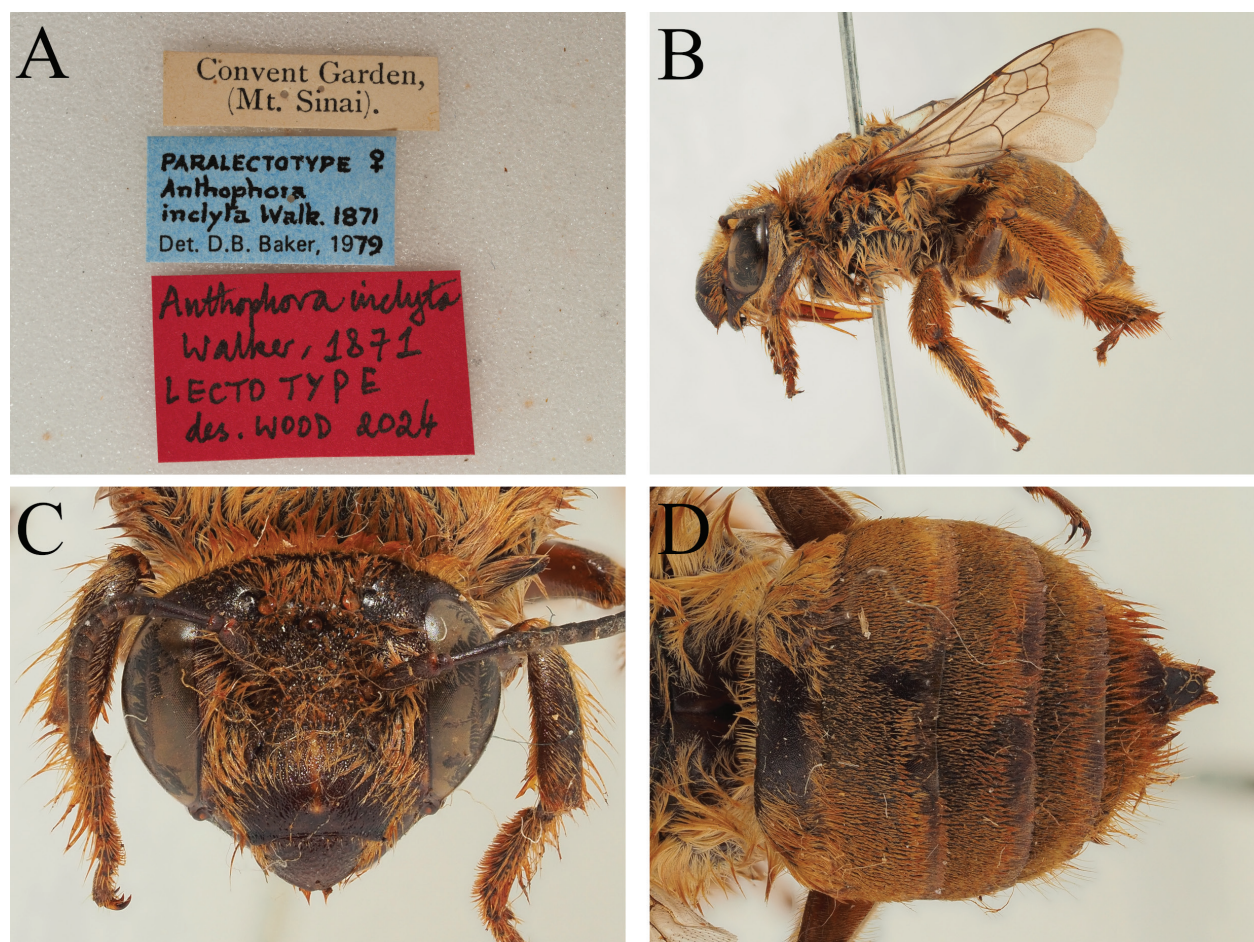 A
Convent Garden,
(Mt. Sinai).
PARALECTOTYPE ♀
Anthophora
inclyta Walk. 1871
Det. D.B. Baker, 1979
Anthophora inclyta
Walker, 1871
LECTOTYPE
des. WOOD 2024
B
C
D